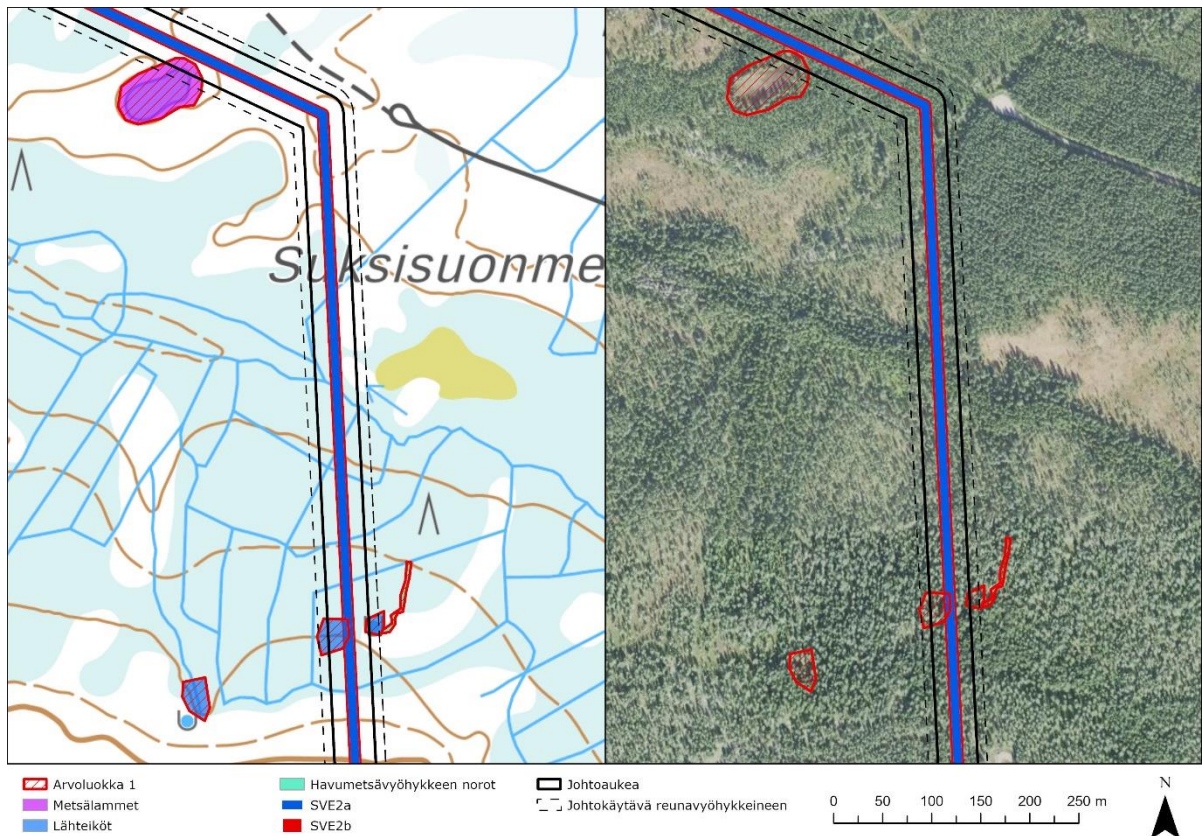 Suksisuonme
Arvoluokka 1
Metsälammet
Lähteiköt
Havumetsävyöhykkeen norot
SVE2a
SVE2b
Johtoaukea
Johtokäytävä reunavyöhykkeineen
0 50 100 150 200 250 m
N